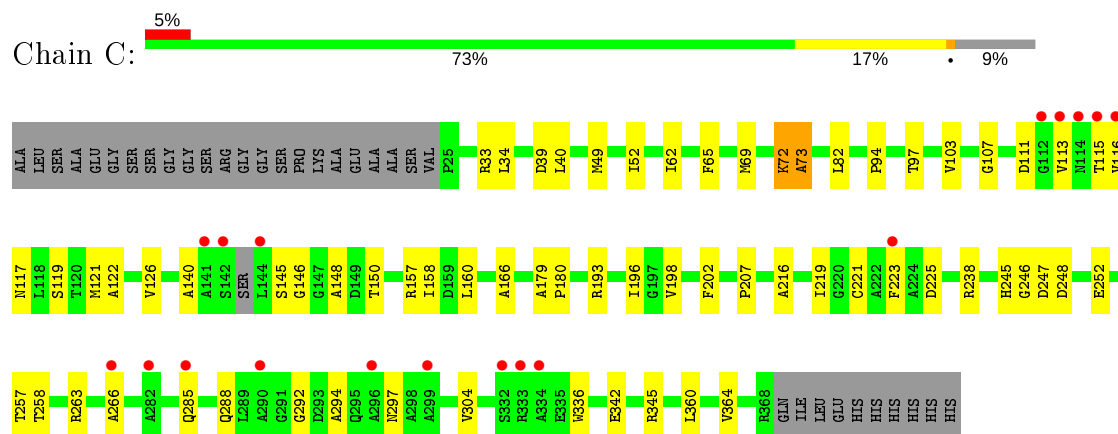 5%
Chain C:
73% 17% • 9%
ALA LEU SER ALA GLU GLY SER SER GLY GLY SER ARG GLY GLY SER PRO LYS ALA GLU ALA ALA SER VAL P25 R33 L34 D39 L40 M49 I52 I62 F65 M69 K72 A73 L82 P94 T97 V103 G107 D111 G112 V113 N114 T115 V116
N117 L118 S119 T120 M121 A122 V126 A140 A141 S142 SER L144 S145 G146 G147 A148 D149 T150 R157 I158 D159 L160 A166 A179 P180 R193 I196 G197 V198 F202 P207 A216 I219 G220 C221 A222 F223 A224 D225 R238 H245 G246 D247 D248 E252
T257 T258 R263 A266 A282 Q285 Q288 L289 A290 G291 G292 D293 A294 Q295 A296 N297 A298 A299 V304 S332 R333 A334 E335 W336 E342 R345 L360 V364 R368 GLN ILE LEU GLU HIS HIS HIS HIS HIS HIS